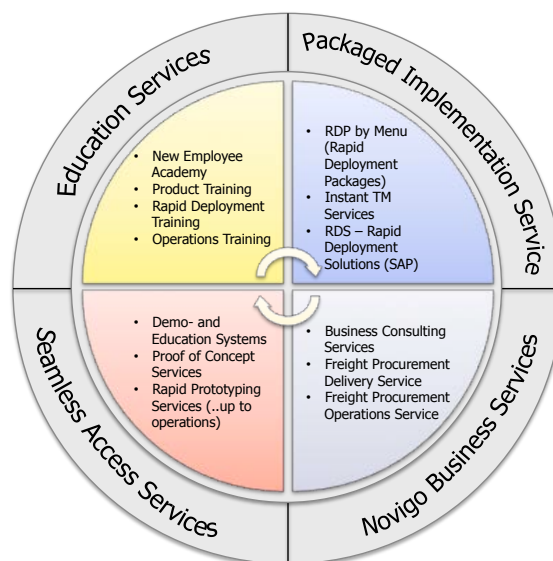 Education Services
• New Employee
Academy
• Product Training
• Rapid Deployment
Training
• Operations Training
Packaged Implementation Service
• RDP by Menu (Rapid
Deployment
Packages)
• Instant TM
Services
• RDS – Rapid
Deployment
Solutions (SAP)
Seamless Access Services
• Demo- and
Education Systems
• Proof of Concept
Services
• Rapid Prototyping
Services (..up to
operations)
Novigo Business Services
• Business Consulting
Services
• Freight Procurement
Delivery Service
• Freight Procurement
Operations Service